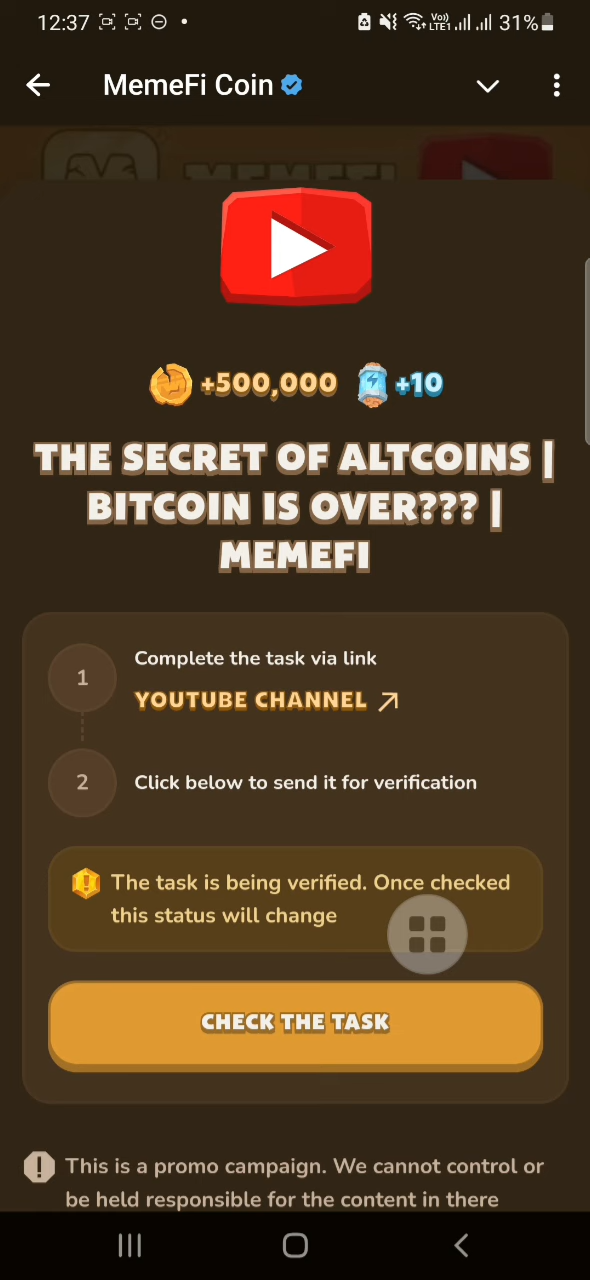 12:37
Vo))
LTE1
31%
MemeFi Coin
MEMEFI
+500,000 +10
THE SECRET OF ALTCOINS |
BITCOIN IS OVER??? |
MEMEFI
1
Complete the task via link
YOUTUBE CHANNEL
2
Click below to send it for verification
The task is being verified. Once checked
this status will change
CHECK THE TASK
This is a promo campaign. We cannot control or
be held responsible for the content in there